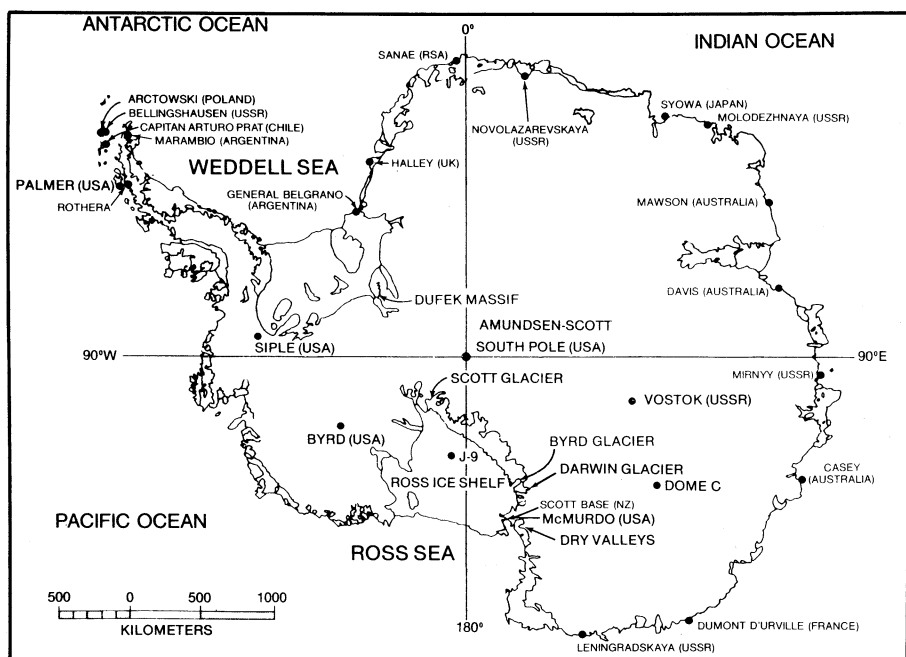 ANTARCTIC OCEAN
0°
INDIAN OCEAN
SANAE (RSA)
ARCTOWSKI (POLAND)
BELLINGSHAUSEN (USSR)
CAPITAN ARTURO PRAT (CHILE)
MARAMBIO (ARGENTINA)
SYOWA (JAPAN)
MOLODEZHNAYA (USSR)
NOVOLAZAREVSKAYA
(USSR)
WEDDELL SEA
HALLEY (UK)
PALMER (USA)
ROTHERA
GENERAL BELGRANO
(ARGENTINA)
MAWSON (AUSTRALIA)
DAVIS (AUSTRALIA)
DUFEK MASSIF
AMUNDSEN-SCOTT
SOUTH POLE (USA)
SIPLE (USA)
90°W
90°E
MIRNYY (USSR)
SCOTT GLACIER
VOSTOK (USSR)
BYRD (USA)
BYRD GLACIER
J-9
DARWIN GLACIER
ROSS ICE SHELF
DOME C
CASEY
(AUSTRALIA)
SCOTT BASE (NZ)
McMURDO (USA)
PACIFIC OCEAN
DRY VALLEYS
ROSS SEA
500 0 500 1000
KILOMETERS
180°
DUMONT D'URVILLE (FRANCE)
LENINGRADSKAYA (USSR)